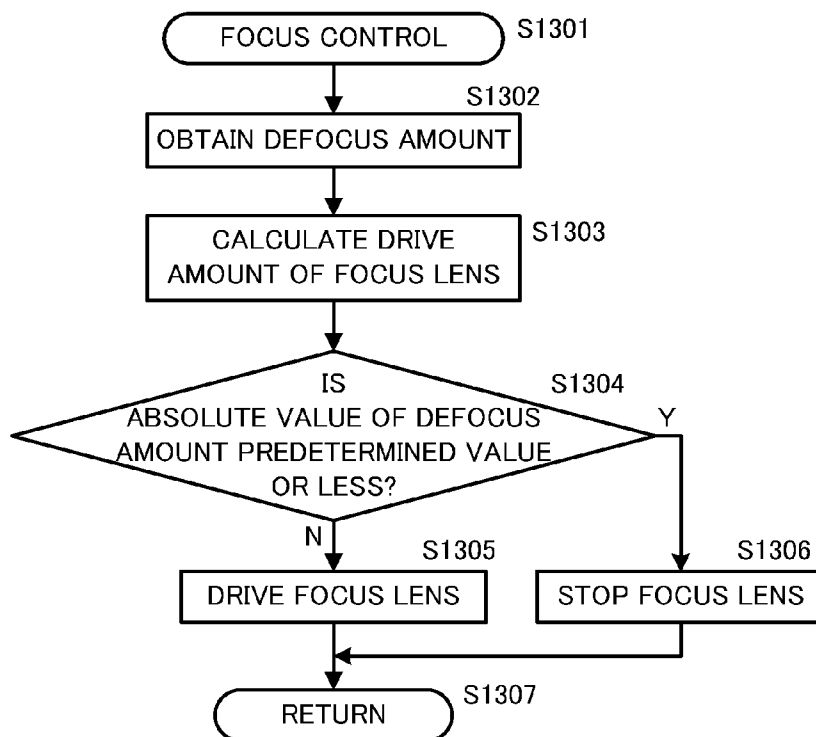 FOCUS CONTROL
S1301
S1302
OBTAIN DEFOCUS AMOUNT
S1303
CALCULATE DRIVE
AMOUNT OF FOCUS LENS
S1304
IS
ABSOLUTE VALUE OF DEFOCUS
AMOUNT PREDETERMINED VALUE
OR LESS?
Y
N
S1305
DRIVE FOCUS LENS
S1306
STOP FOCUS LENS
S1307
RETURN